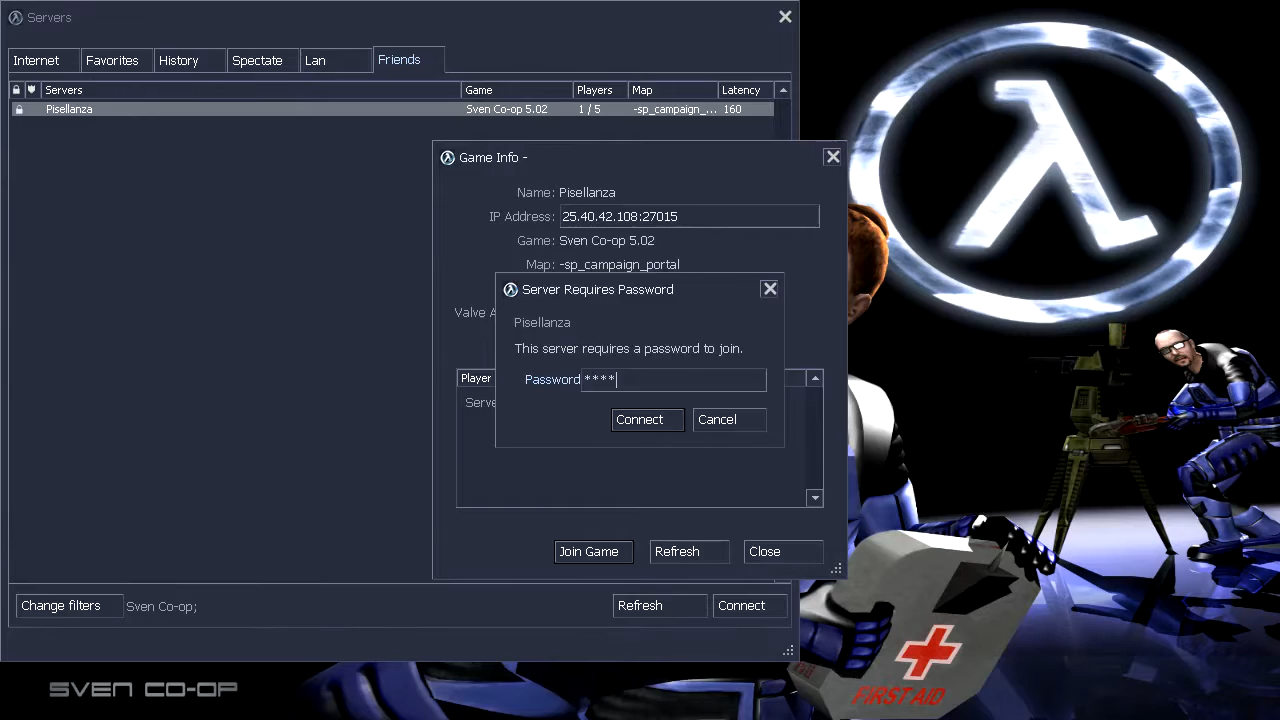 Servers
Internet Favorites History Spectate Lan Friends
Servers Game Players Map Latency
Pisellanza Sven Co-op 5.02 1 / 5 -sp_campaign_... 160
Game Info -
Name: Pisellanza
IP Address: 25.40.42.108:27015
Game: Sven Co-op 5.02
Map: -sp_campaign_portal
Valve A
Server Requires Password
Pisellanza
This server requires a password to join.
Password ****
Connect Cancel
Player
Serve
Join Game Refresh Close
Change filters Sven Co-op; Refresh Connect
SVEN CO-OP
FIRST AID